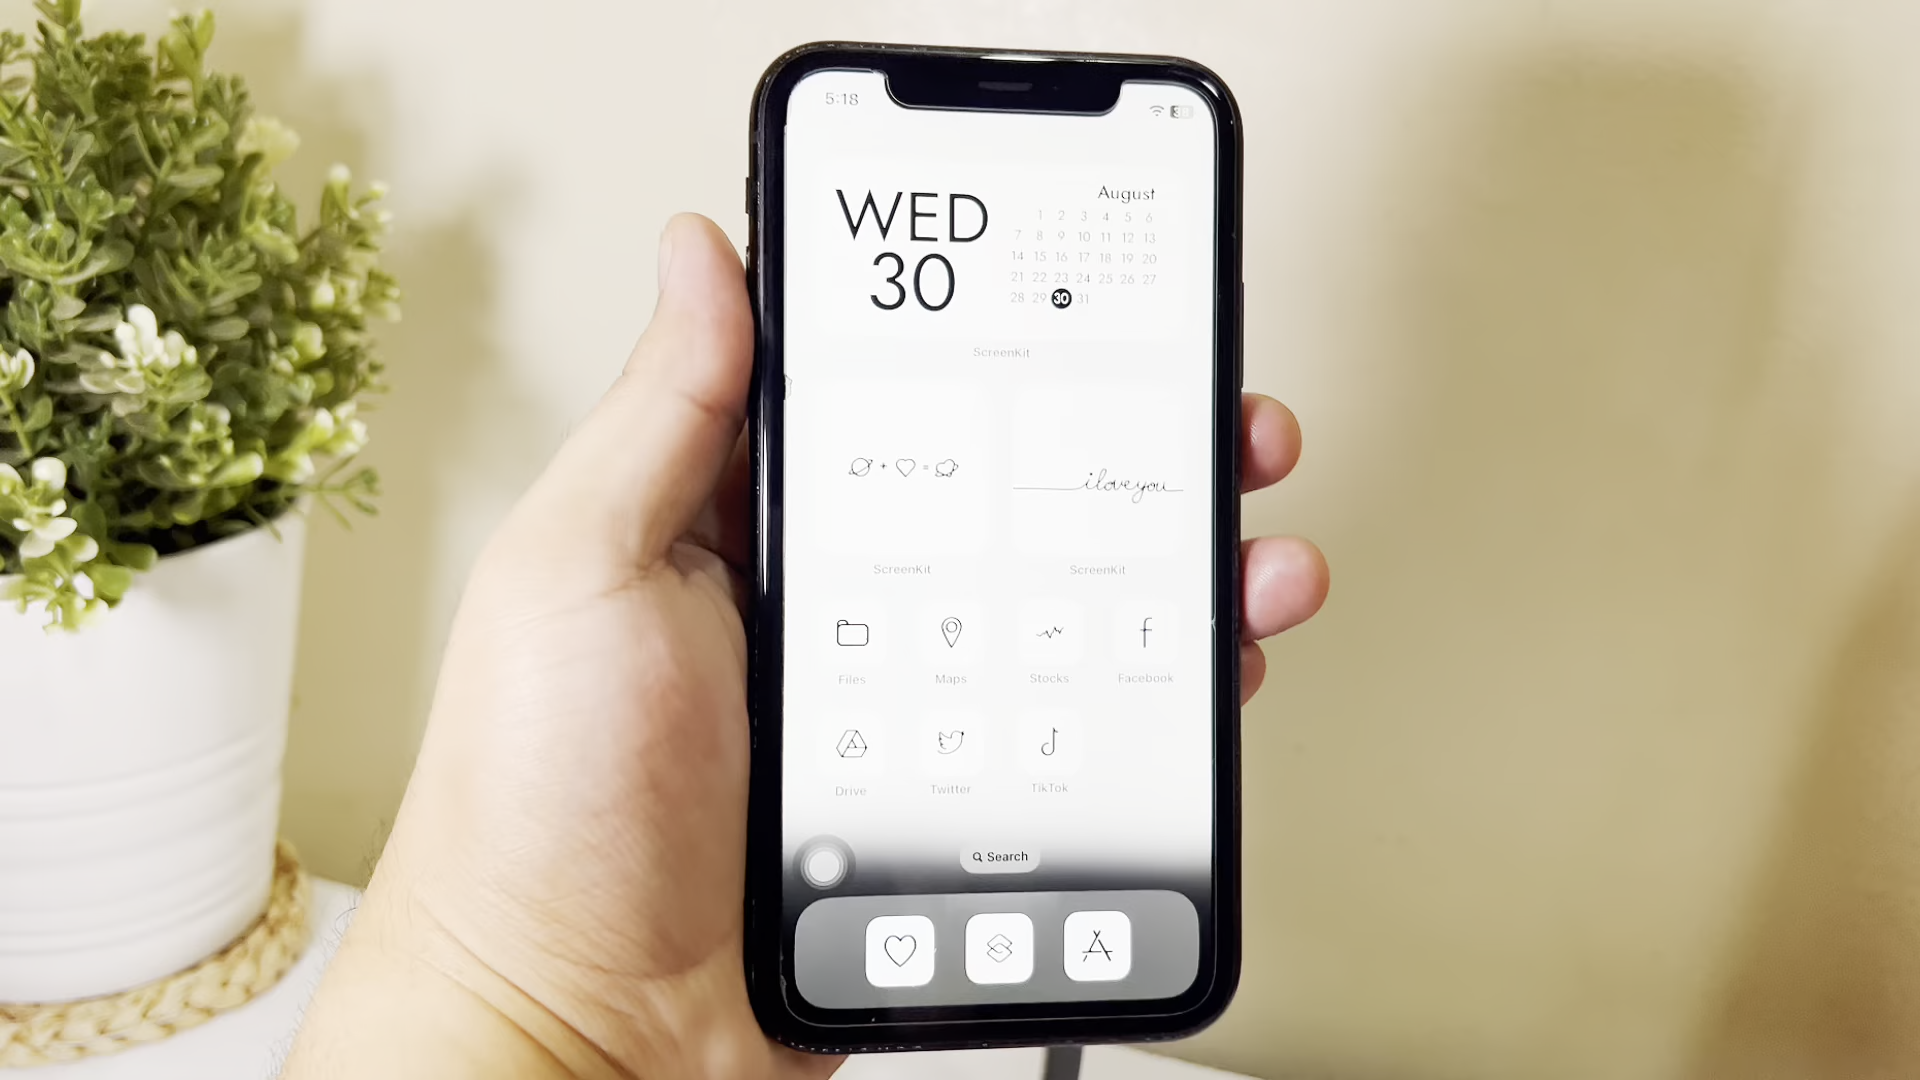 5:18
WED
30
August
1 2 3 4 5 6
7 8 9 10 11 12 13
14 15 16 17 18 19 20
21 22 23 24 25 26 27
28 29 30 31
ScreenKit
+ =
iloveyou
ScreenKit ScreenKit
Files Maps Stocks Facebook
Drive Twitter TikTok
Search